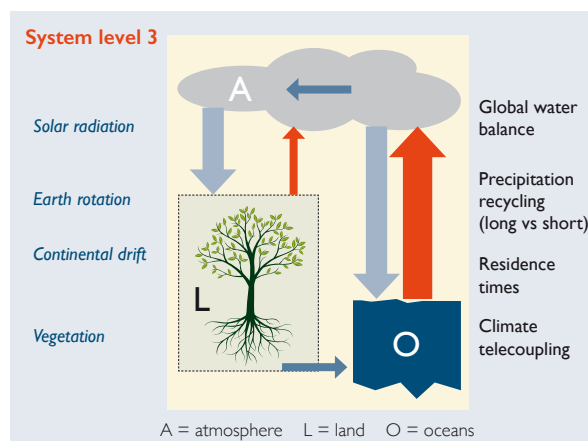 System level 3
A
Solar radiation
Global water
balance
Earth rotation
Precipitation
recycling
(long vs short)
Continental drift
Residence
times
L
Vegetation
Climate
telecoupling
O
A = atmosphere L = land O = oceans